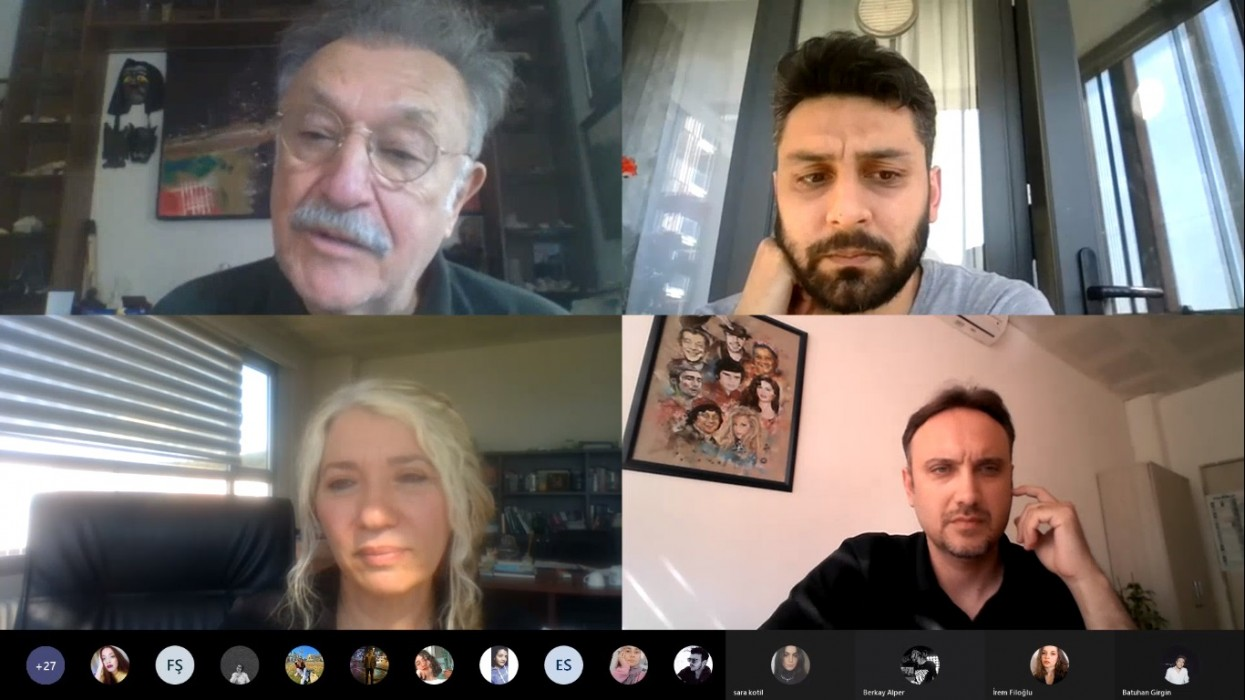 +27
FŞ
ES
sara kotil
Berkay Alper
İrem Filoğlu
Batuhan Girgin